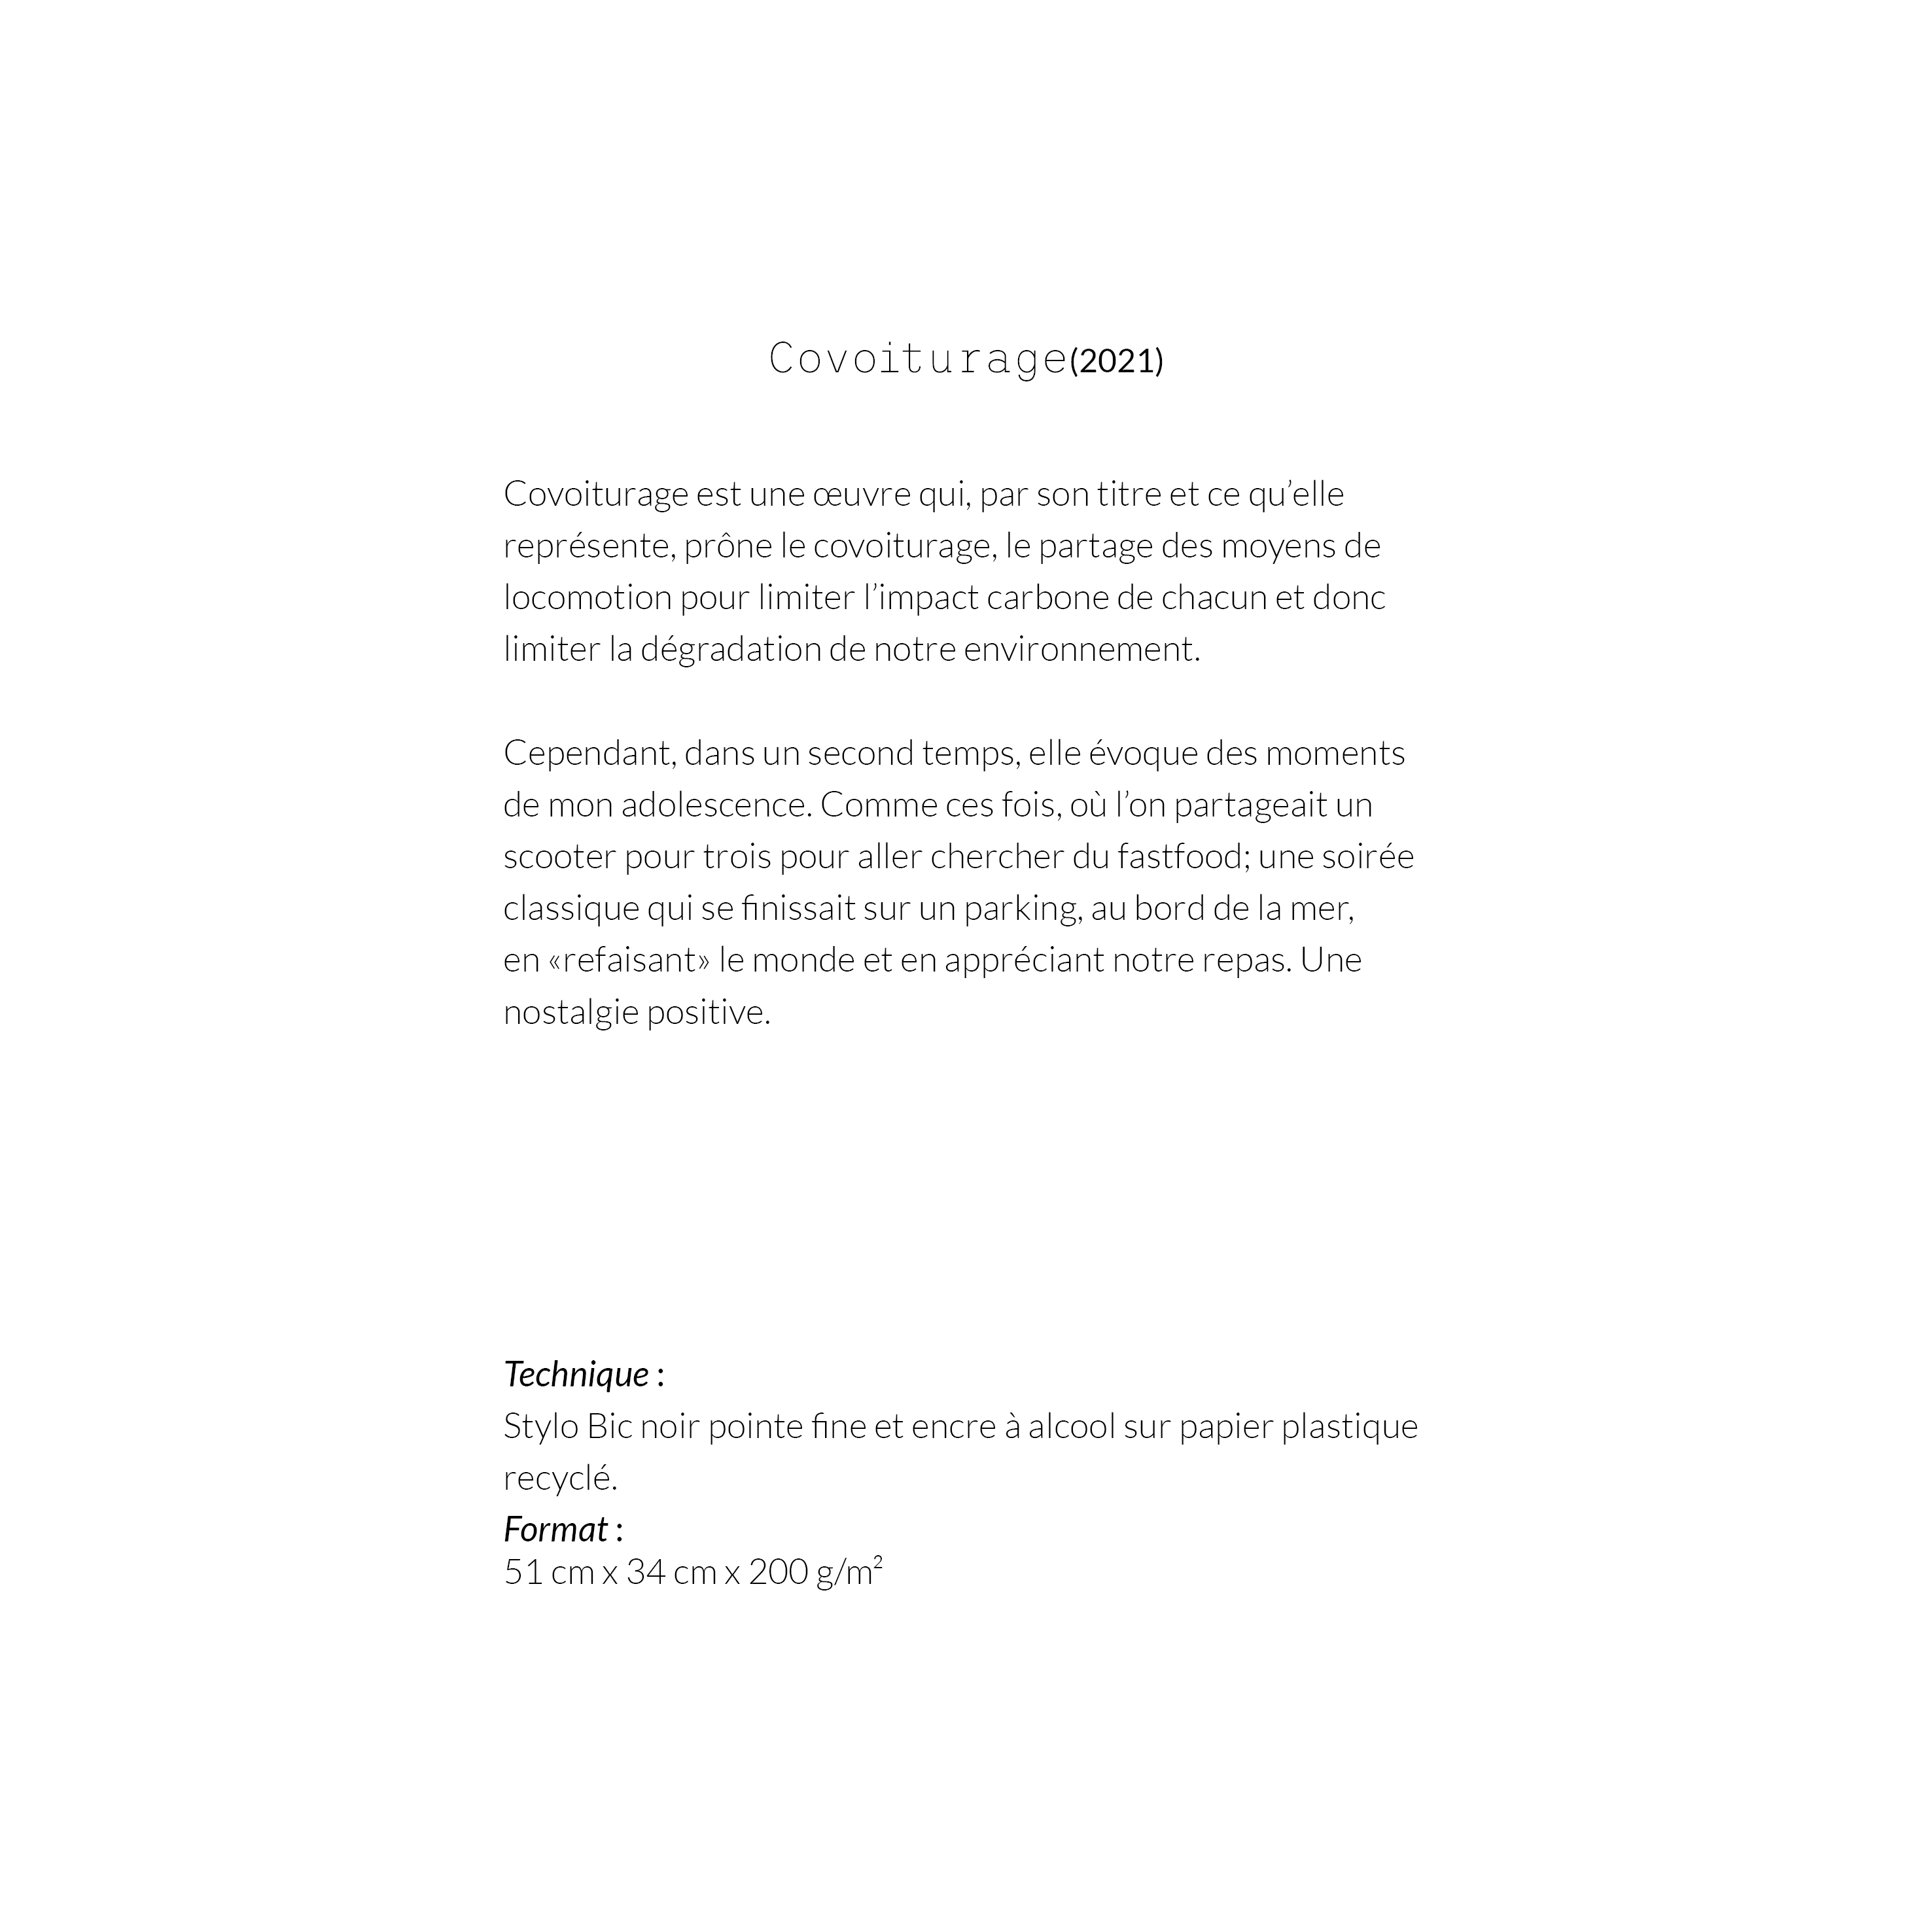 Covoiturage(2021)
Covoiturage est une œuvre qui, par son titre et ce qu’elle
représente, prône le covoiturage, le partage des moyens de
locomotion pour limiter l’impact carbone de chacun et donc
limiter la dégradation de notre environnement.
Cependant, dans un second temps, elle évoque des moments
de mon adolescence. Comme ces fois, où l’on partageait un
scooter pour trois pour aller chercher du fastfood; une soirée
classique qui se finissait sur un parking, au bord de la mer,
en «refaisant» le monde et en appréciant notre repas. Une
nostalgie positive.
Technique :
Stylo Bic noir pointe fine et encre à alcool sur papier plastique
recyclé.
Format :
51 cm x 34 cm x 200 g/m²